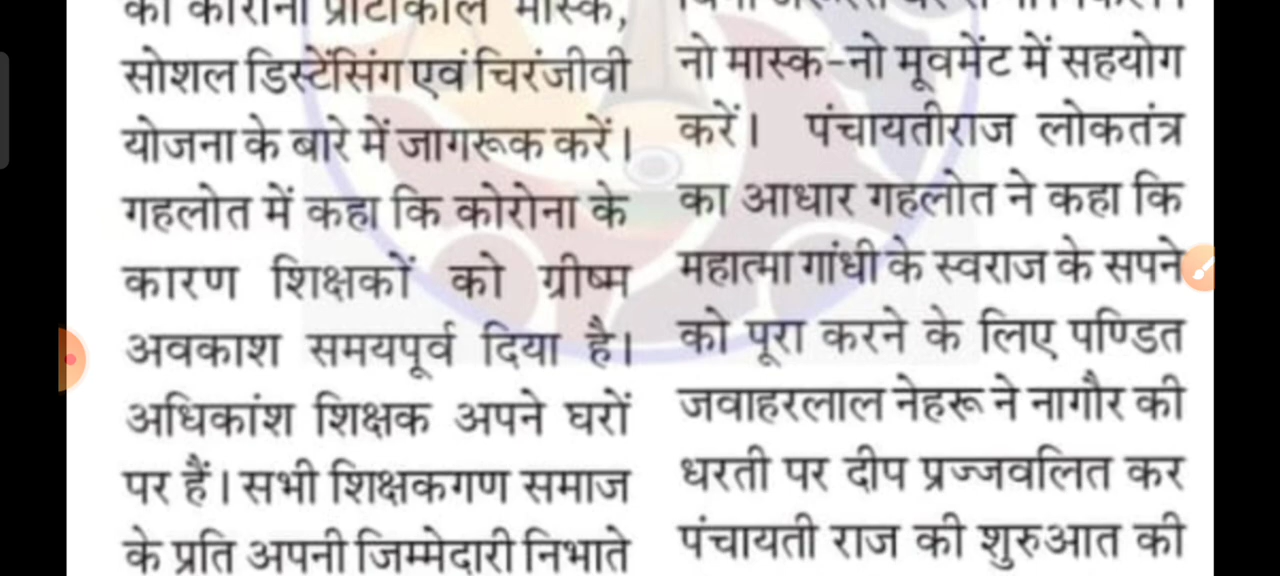 को कोरोना प्रोटोकॉल मास्क,
सोशल डिस्टेंसिंग एवं चिरंजीवी
योजना के बारे में जागरूक करें।
गहलोत में कहा कि कोरोना के
कारण शिक्षकों को ग्रीष्म
अवकाश समयपूर्व दिया है।
अधिकांश शिक्षक अपने घरों
पर हैं। सभी शिक्षकगण समाज
के प्रति अपनी जिम्मेदारी निभाते
नो मास्क-नो मूवमेंट में सहयोग
करें। पंचायतीराज लोकतंत्र
का आधार गहलोत ने कहा कि
महात्मा गांधी के स्वराज के सपने
को पूरा करने के लिए पण्डित
जवाहरलाल नेहरू ने नागौर की
धरती पर दीप प्रज्जवलित कर
पंचायती राज की शुरुआत की